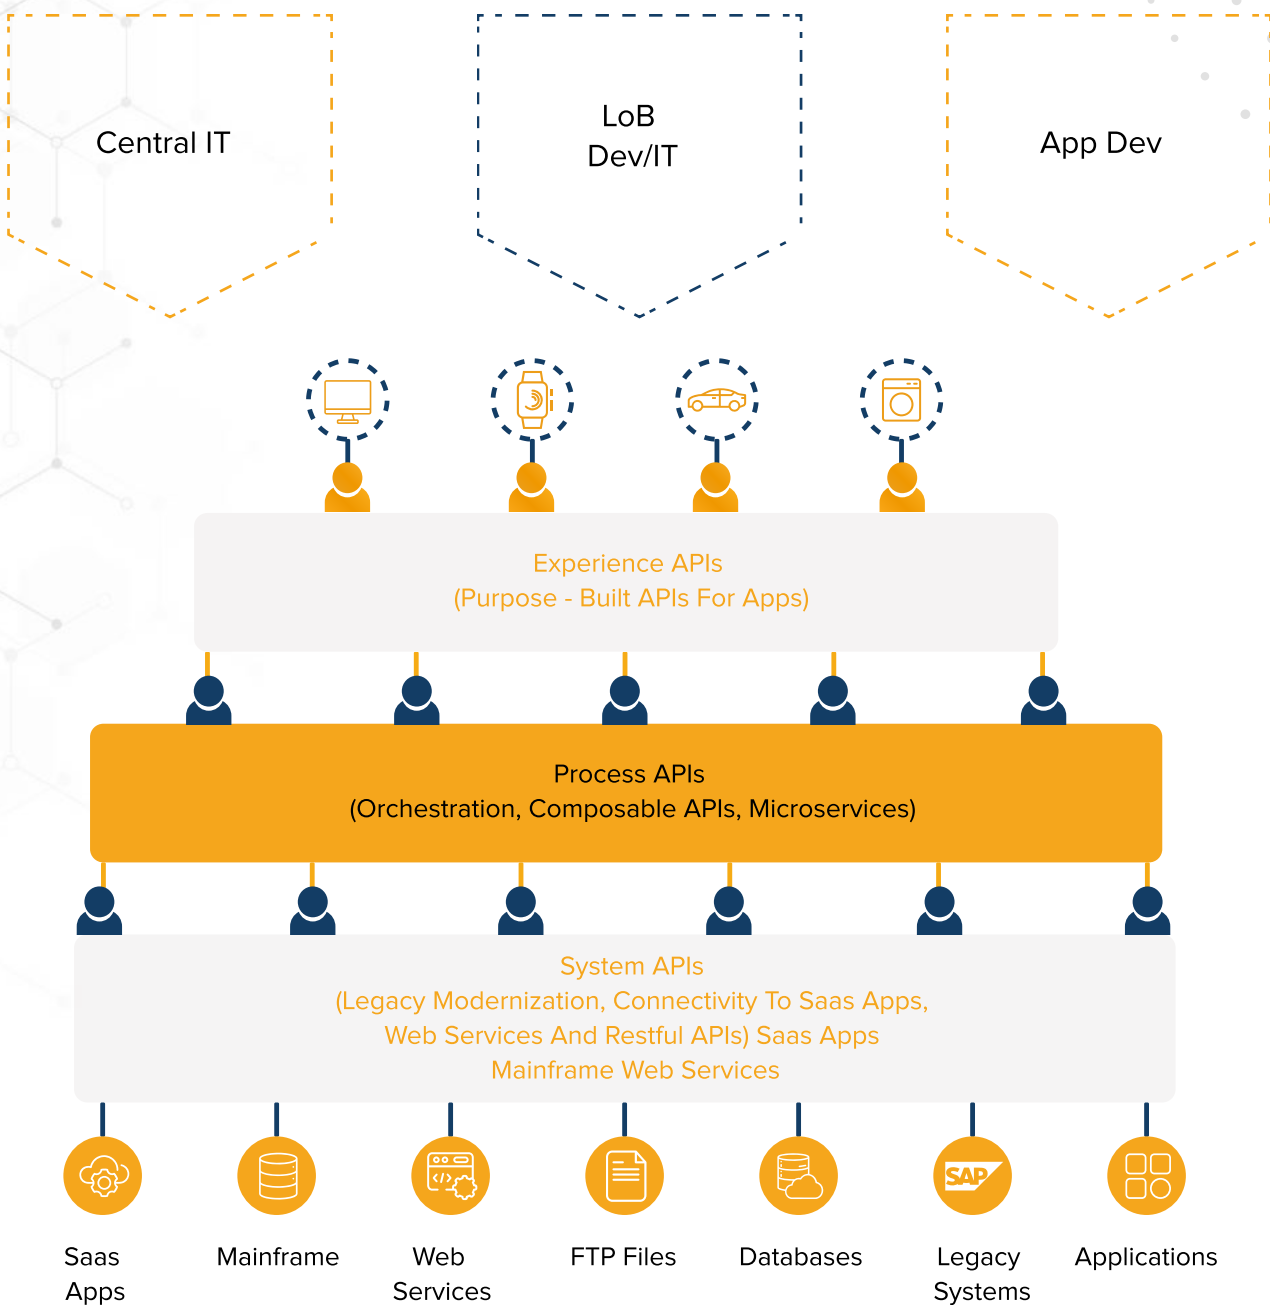 Central IT
LoB
Dev/IT
App Dev
Experience APIs
(Purpose - Built APIs For Apps)
Process APIs
(Orchestration, Composable APIs, Microservices)
System APIs
(Legacy Modernization, Connectivity To Saas Apps,
Web Services And Restful APIs) Saas Apps
Mainframe Web Services
SAP
Saas
Apps
Mainframe
Web
Services
FTP Files
Databases
Legacy
Systems
Applications